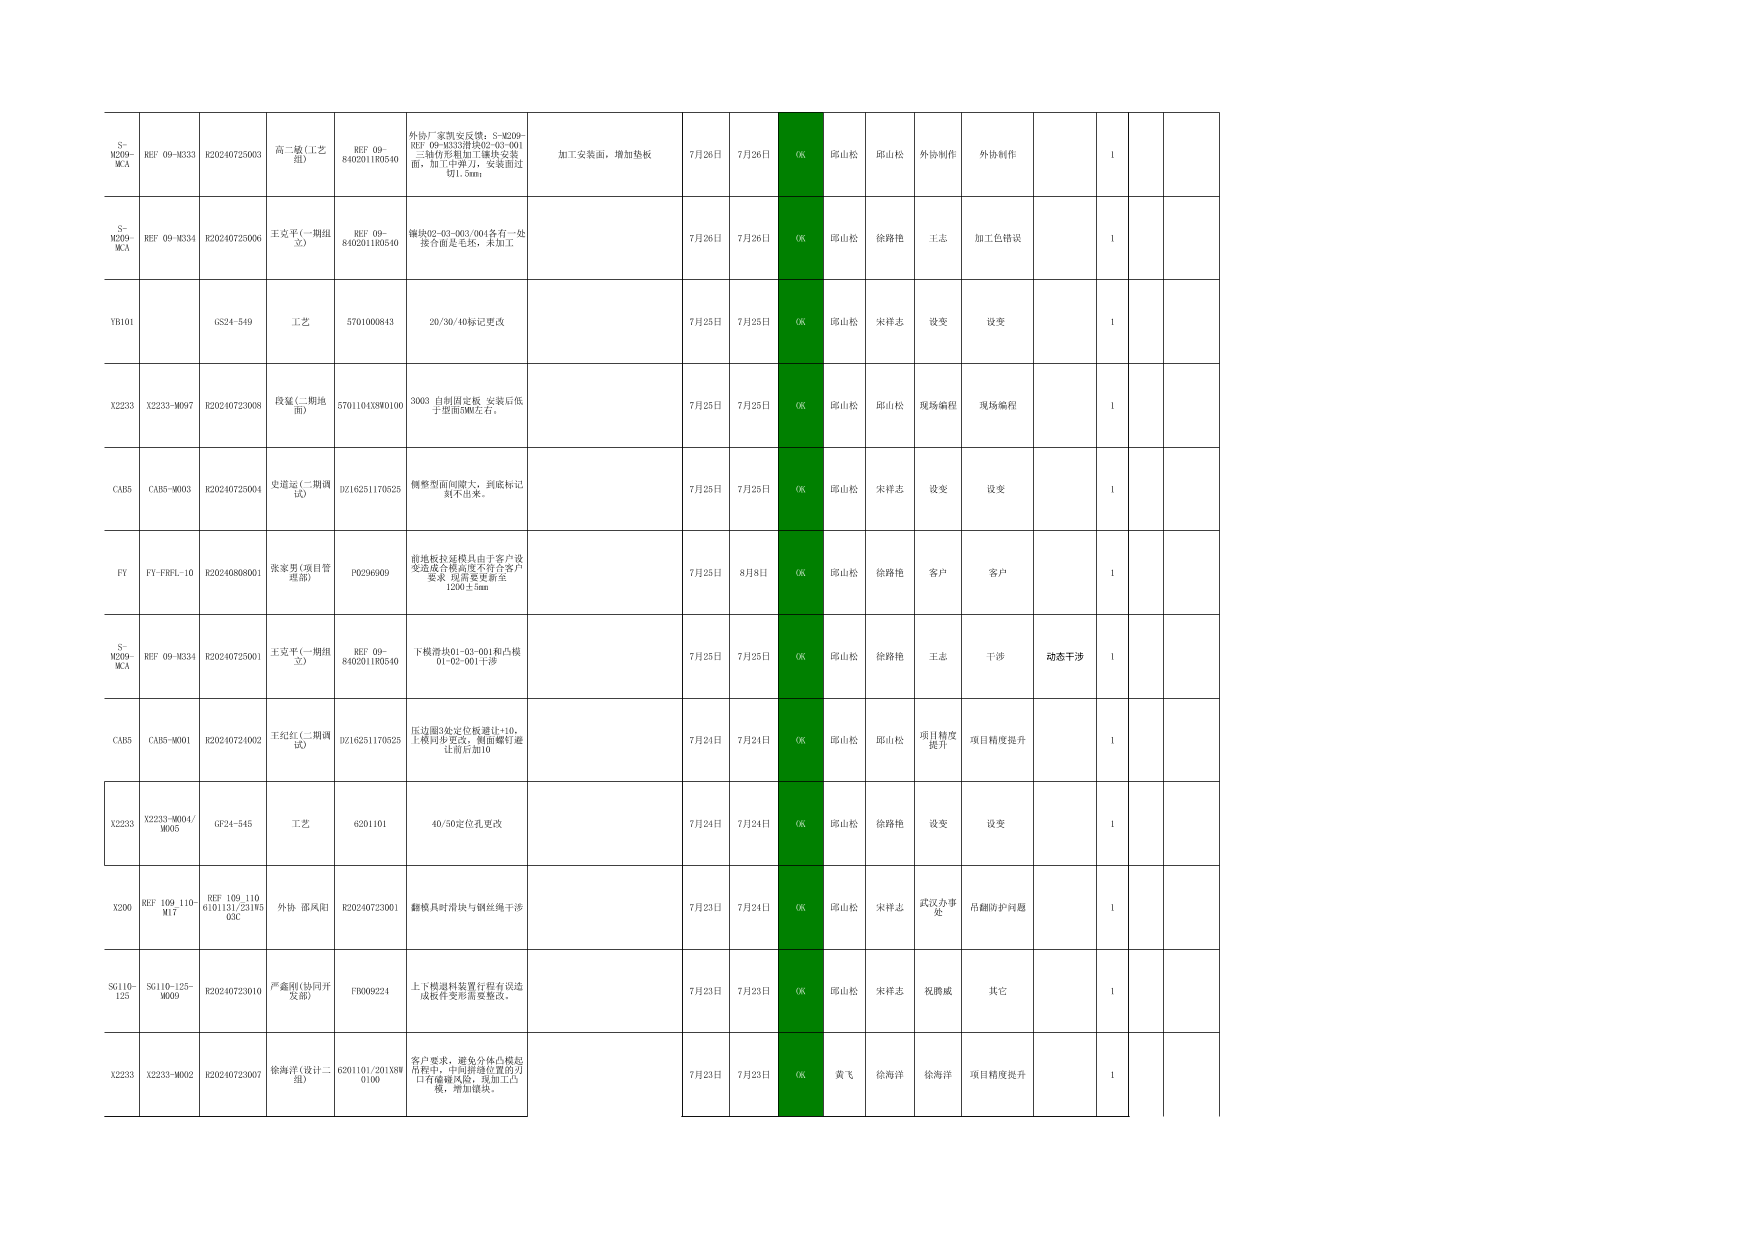 S-M209-MCA REF 09-M333 R20240725003 高二敏(工艺组) REF 09-8402011R0540 外协厂家凯安反馈：S-M209-REF 09-M333滑块02-03-001三轴仿形粗加工镶块安装面，加工中弹刀，安装面过切1.5mm； 加工安装面，增加垫板 7月26日 7月26日 OK 邱山松 邱山松 外协制作 外协制作 1
S-M209-MCA REF 09-M334 R20240725006 王克平(一期组立) REF 09-8402011R0540 镶块02-03-003/004各有一处接合面是毛坯，未加工 7月26日 7月26日 OK 邱山松 徐路艳 王志 加工色错误 1
YB101 GS24-549 工艺 5701000843 20/30/40标记更改 7月25日 7月25日 OK 邱山松 宋祥志 设变 设变 1
X2233 X2233-M097 R20240723008 段猛(二期地面) 5701104X8W0100 3003 自制固定板 安装后低于型面5MM左右。 7月25日 7月25日 OK 邱山松 邱山松 现场编程 现场编程 1
CAB5 CAB5-M003 R20240725004 史道运(二期调试) DZ16251170525 侧整型面间隙大，到底标记刻不出来。 7月25日 7月25日 OK 邱山松 宋祥志 设变 设变 1
FY FY-FRFL-10 R20240808001 张家男(项目管理部) P0296909 前地板拉延模具由于客户设变造成合模高度不符合客户要求 现需要更新至1200±5mm 7月25日 8月8日 OK 邱山松 徐路艳 客户 客户 1
S-M209-MCA REF 09-M334 R20240725001 王克平(一期组立) REF 09-8402011R0540 下模滑块01-03-001和凸模01-02-001干涉 7月25日 7月25日 OK 邱山松 徐路艳 王志 干涉 动态干涉 1
CAB5 CAB5-M001 R20240724002 王纪红(二期调试) DZ16251170525 压边圈3处定位板避让+10，上模同步更改，侧面螺钉避让前后加10 7月24日 7月24日 OK 邱山松 邱山松 项目精度提升 项目精度提升 1
X2233 X2233-M004/M005 GF24-545 工艺 6201101 40/50定位孔更改 7月24日 7月24日 OK 邱山松 徐路艳 设变 设变 1
X200 REF 109_110-M17 REF 109_110 6101131/231W503C 外协 邵凤阳 R20240723001 翻模具时滑块与钢丝绳干涉 7月23日 7月24日 OK 邱山松 宋祥志 武汉办事处 吊翻防护问题 1
SG110-125 SG110-125-M009 R20240723010 严鑫刚(协同开发部) FB009224 上下模退料装置行程有误造成板件变形需要整改。 7月23日 7月23日 OK 邱山松 宋祥志 祝腾威 其它 1
X2233 X2233-M002 R20240723007 徐海洋(设计二组) 6201101/201X8W0100 客户要求，避免分体凸模起吊程中，中间拼缝位置的刃口有磕碰风险，现加工凸模，增加镶块。 7月23日 7月23日 OK 黄飞 徐海洋 徐海洋 项目精度提升 1